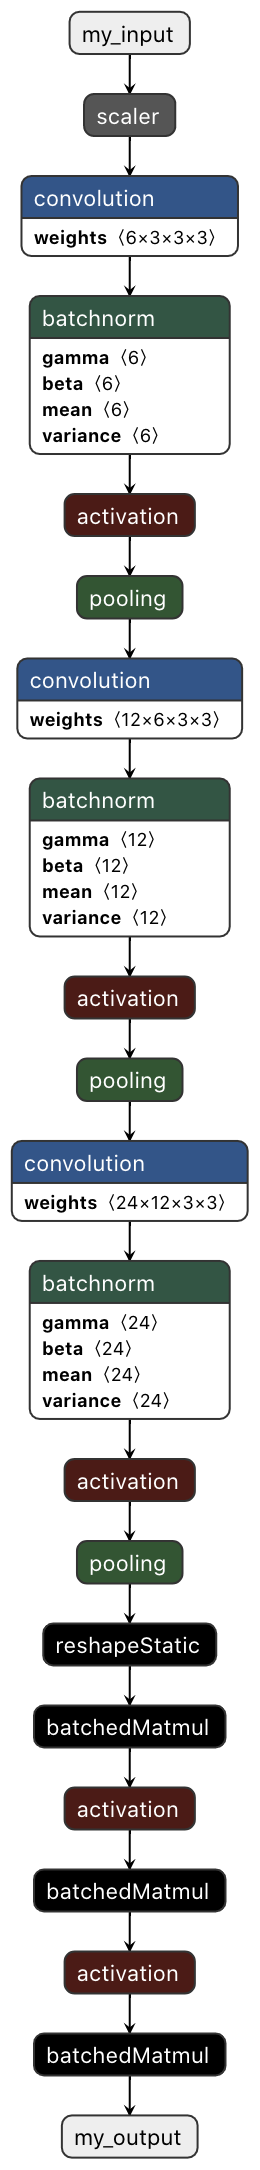 my_input
scaler
convolution
weights ⟨6×3×3×3⟩
batchnorm
gamma ⟨6⟩
beta ⟨6⟩
mean ⟨6⟩
variance ⟨6⟩
activation
pooling
convolution
weights ⟨12×6×3×3⟩
batchnorm
gamma ⟨12⟩
beta ⟨12⟩
mean ⟨12⟩
variance ⟨12⟩
activation
pooling
convolution
weights ⟨24×12×3×3⟩
batchnorm
gamma ⟨24⟩
beta ⟨24⟩
mean ⟨24⟩
variance ⟨24⟩
activation
pooling
reshapeStatic
batchedMatmul
activation
batchedMatmul
activation
batchedMatmul
my_output